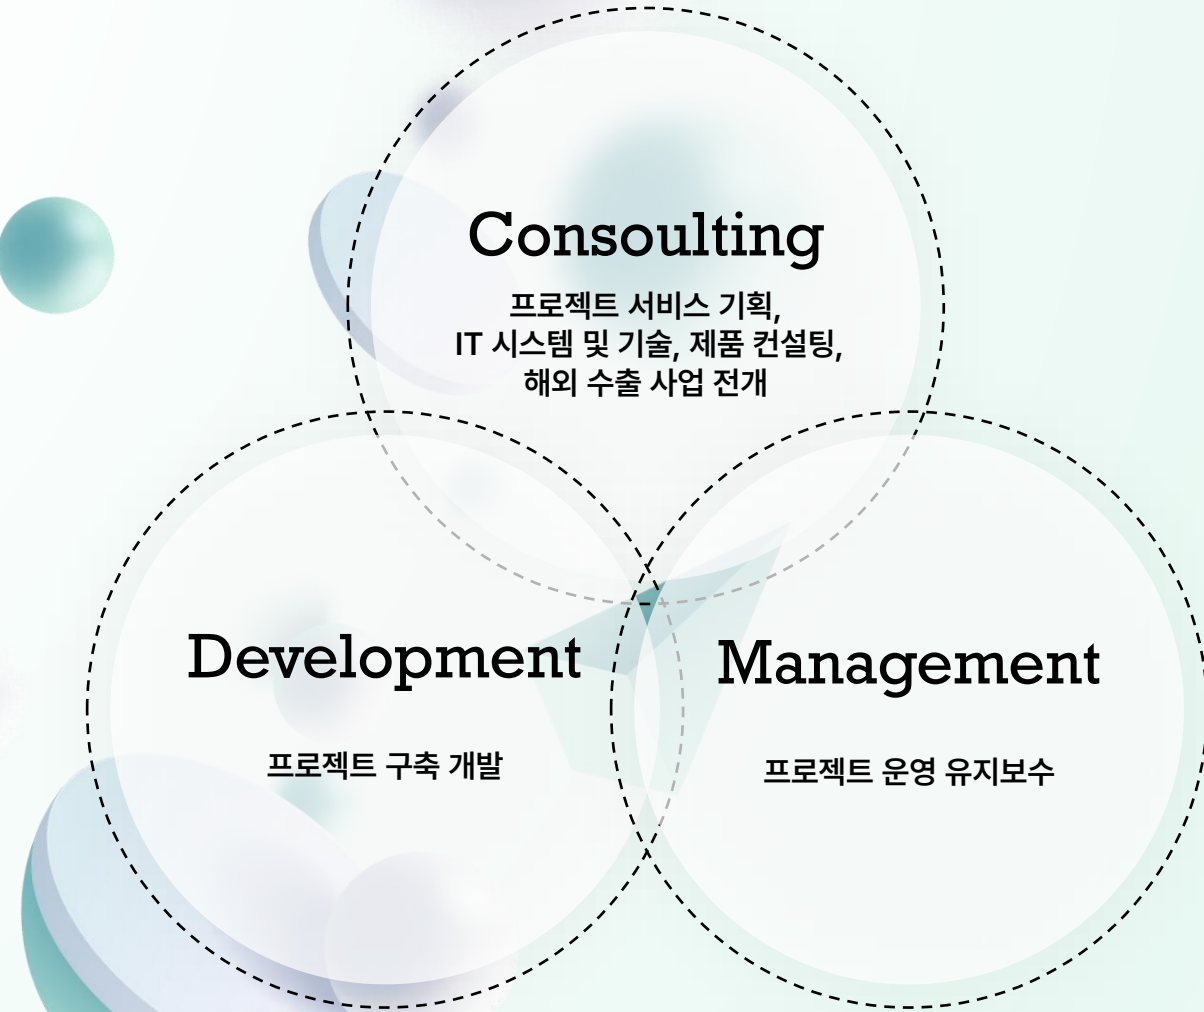 Consoulting
프로젝트 서비스 기획,
IT 시스템 및 기술, 제품 컨설팅,
해외 수출 사업 전개
Development
프로젝트 구축 개발
Management
프로젝트 운영 유지보수